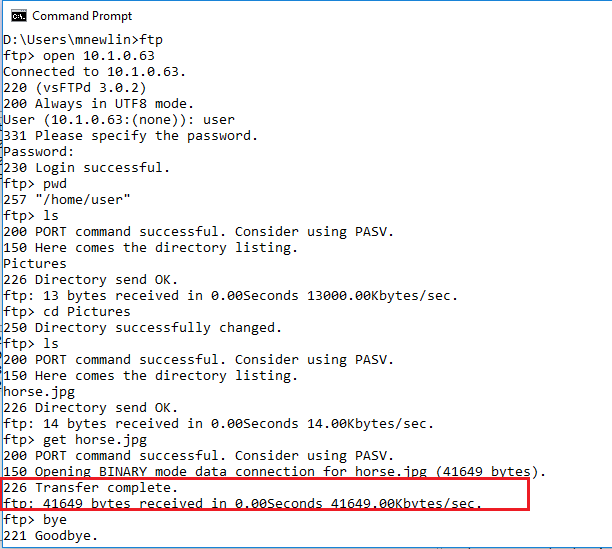 Command Prompt
D:\Users\mnewlin>ftp
ftp> open 10.1.0.63
Connected to 10.1.0.63.
220 (vsFTPd 3.0.2)
200 Always in UTF8 mode.
User (10.1.0.63:(none)): user
331 Please specify the password.
Password:
230 Login successful.
ftp> pwd
257 "/home/user"
ftp> ls
200 PORT command successful. Consider using PASV.
150 Here comes the directory listing.
Pictures
226 Directory send OK.
ftp: 13 bytes received in 0.00Seconds 13000.00Kbytes/sec.
ftp> cd Pictures
250 Directory successfully changed.
ftp> ls
200 PORT command successful. Consider using PASV.
150 Here comes the directory listing.
horse.jpg
226 Directory send OK.
ftp: 14 bytes received in 0.00Seconds 14.00Kbytes/sec.
ftp> get horse.jpg
200 PORT command successful. Consider using PASV.
150 Opening BINARY mode data connection for horse.jpg (41649 bytes).
226 Transfer complete.
ftp: 41649 bytes received in 0.00Seconds 41649.00Kbytes/sec.
ftp> bye
221 Goodbye.